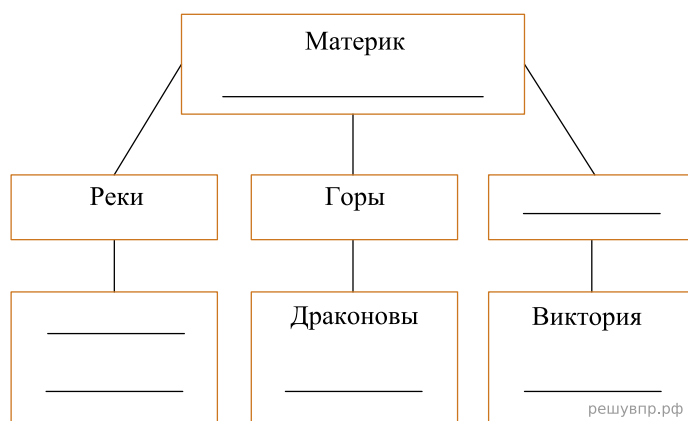 Материк
Реки
Горы
Драконовы
Виктория
решувпр.рф